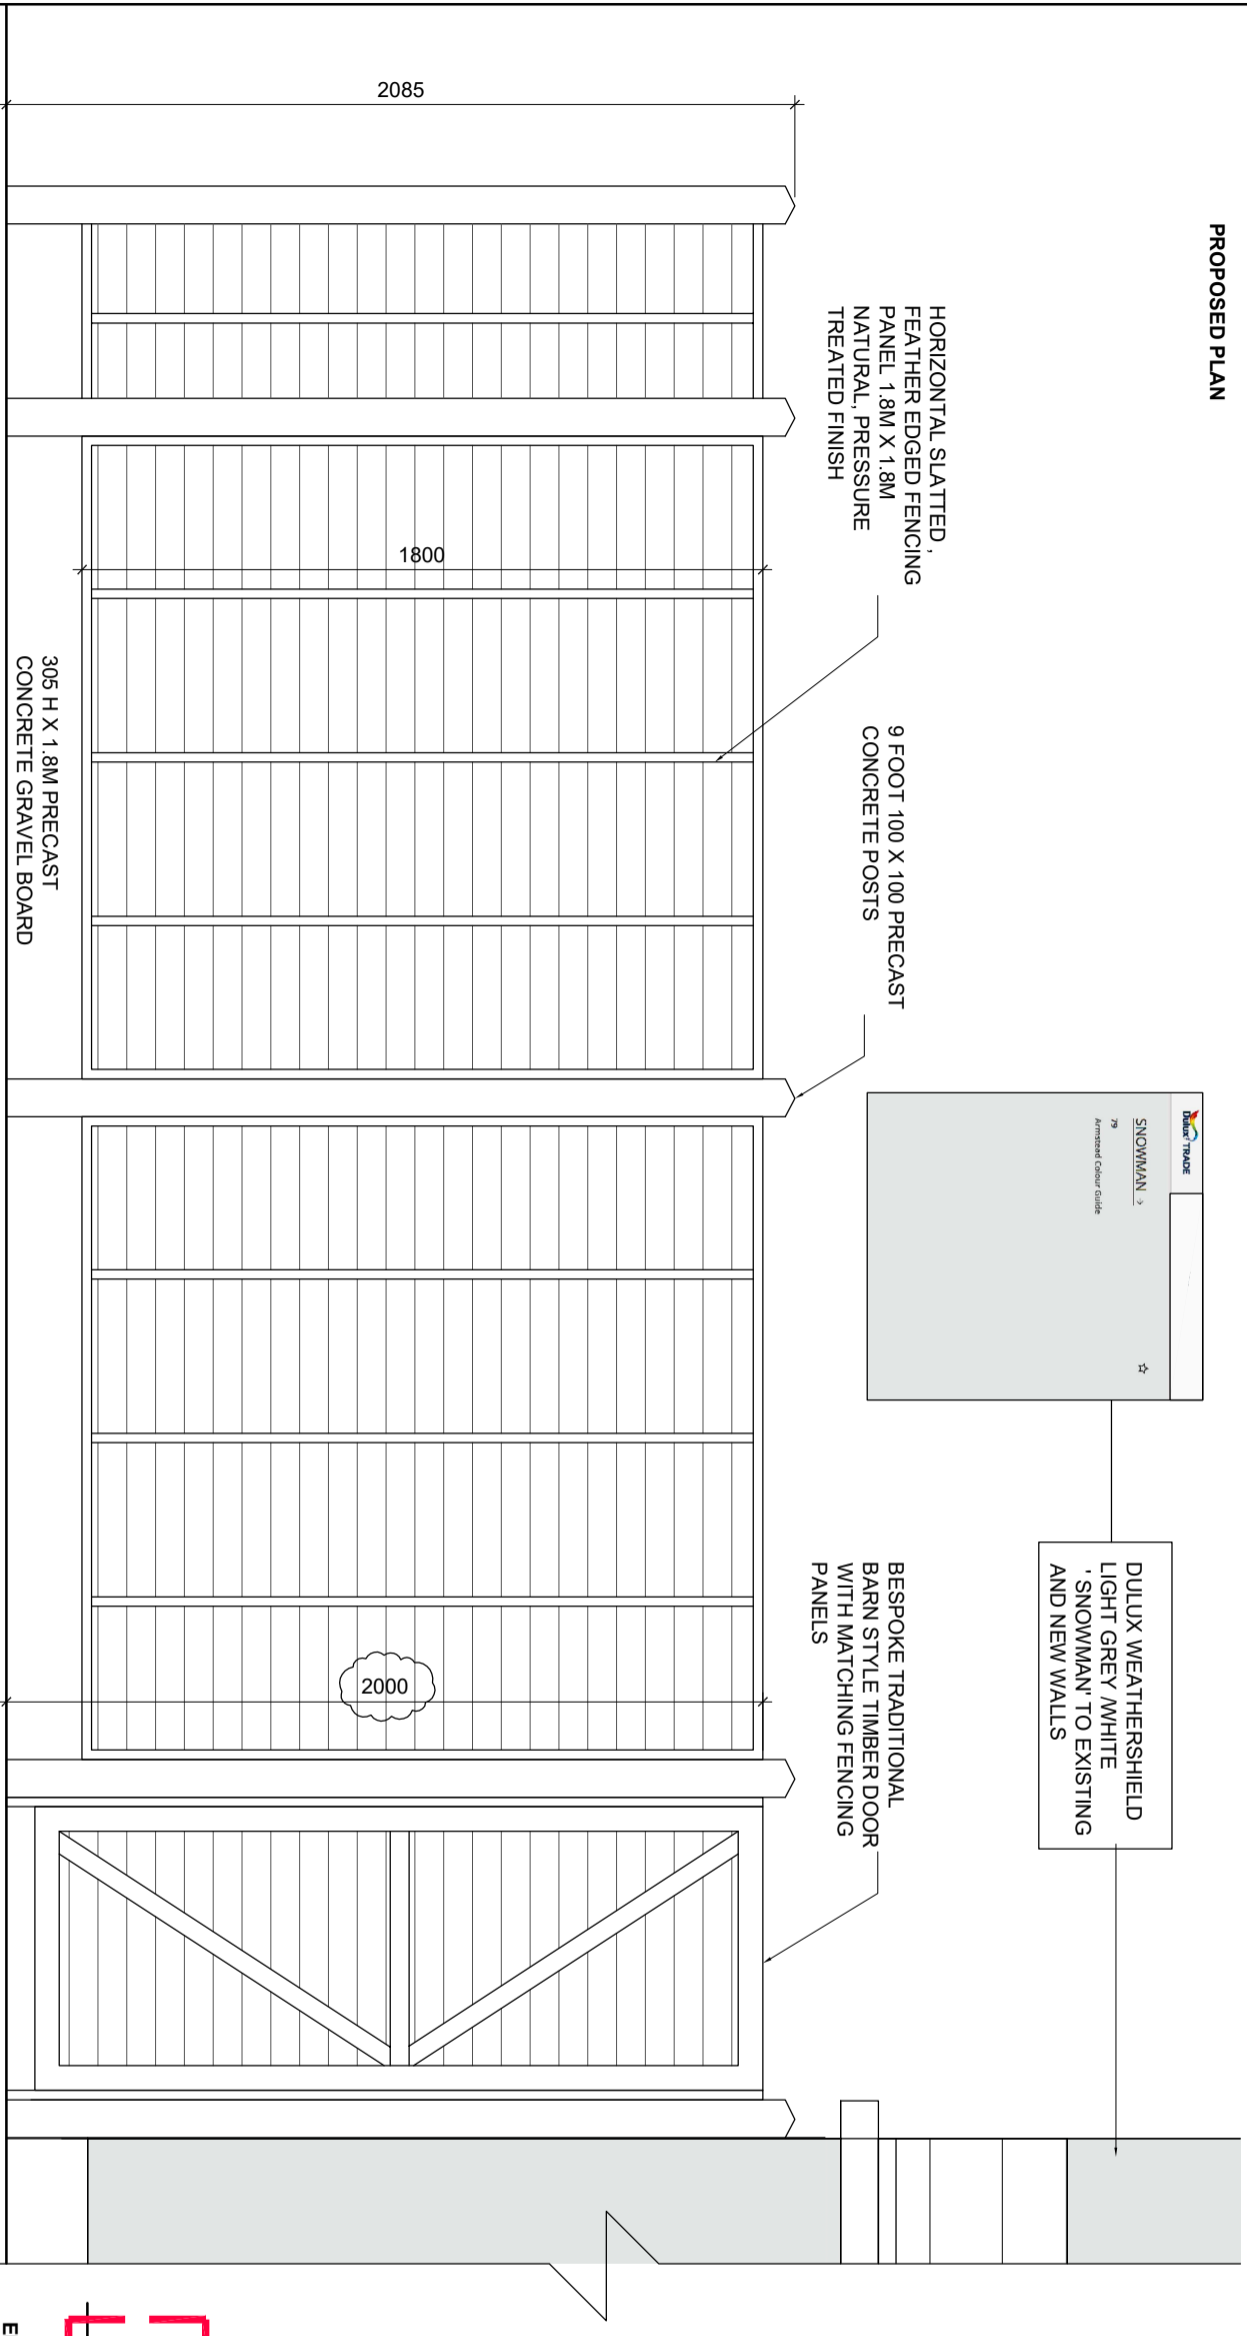 PROPOSED PLAN
Dulux TRADE
SNOWMAN →
79
Armstead Colour Guide
DULUX WEATHERSHIELD
LIGHT GREY /WHITE
' SNOWMAN' TO EXISTING
AND NEW WALLS
HORIZONTAL SLATTED ,
FEATHER EDGED FENCING
PANEL 1.8M X 1.8M
NATURAL, PRESSURE
TREATED FINISH
9 FOOT 100 X 100 PRECAST
CONCRETE POSTS
BESPOKE TRADITIONAL
BARN STYLE TIMBER DOOR
WITH MATCHING FENCING
PANELS
2085
1800
2000
305 H X 1.8M PRECAST
CONCRETE GRAVEL BOARD
E